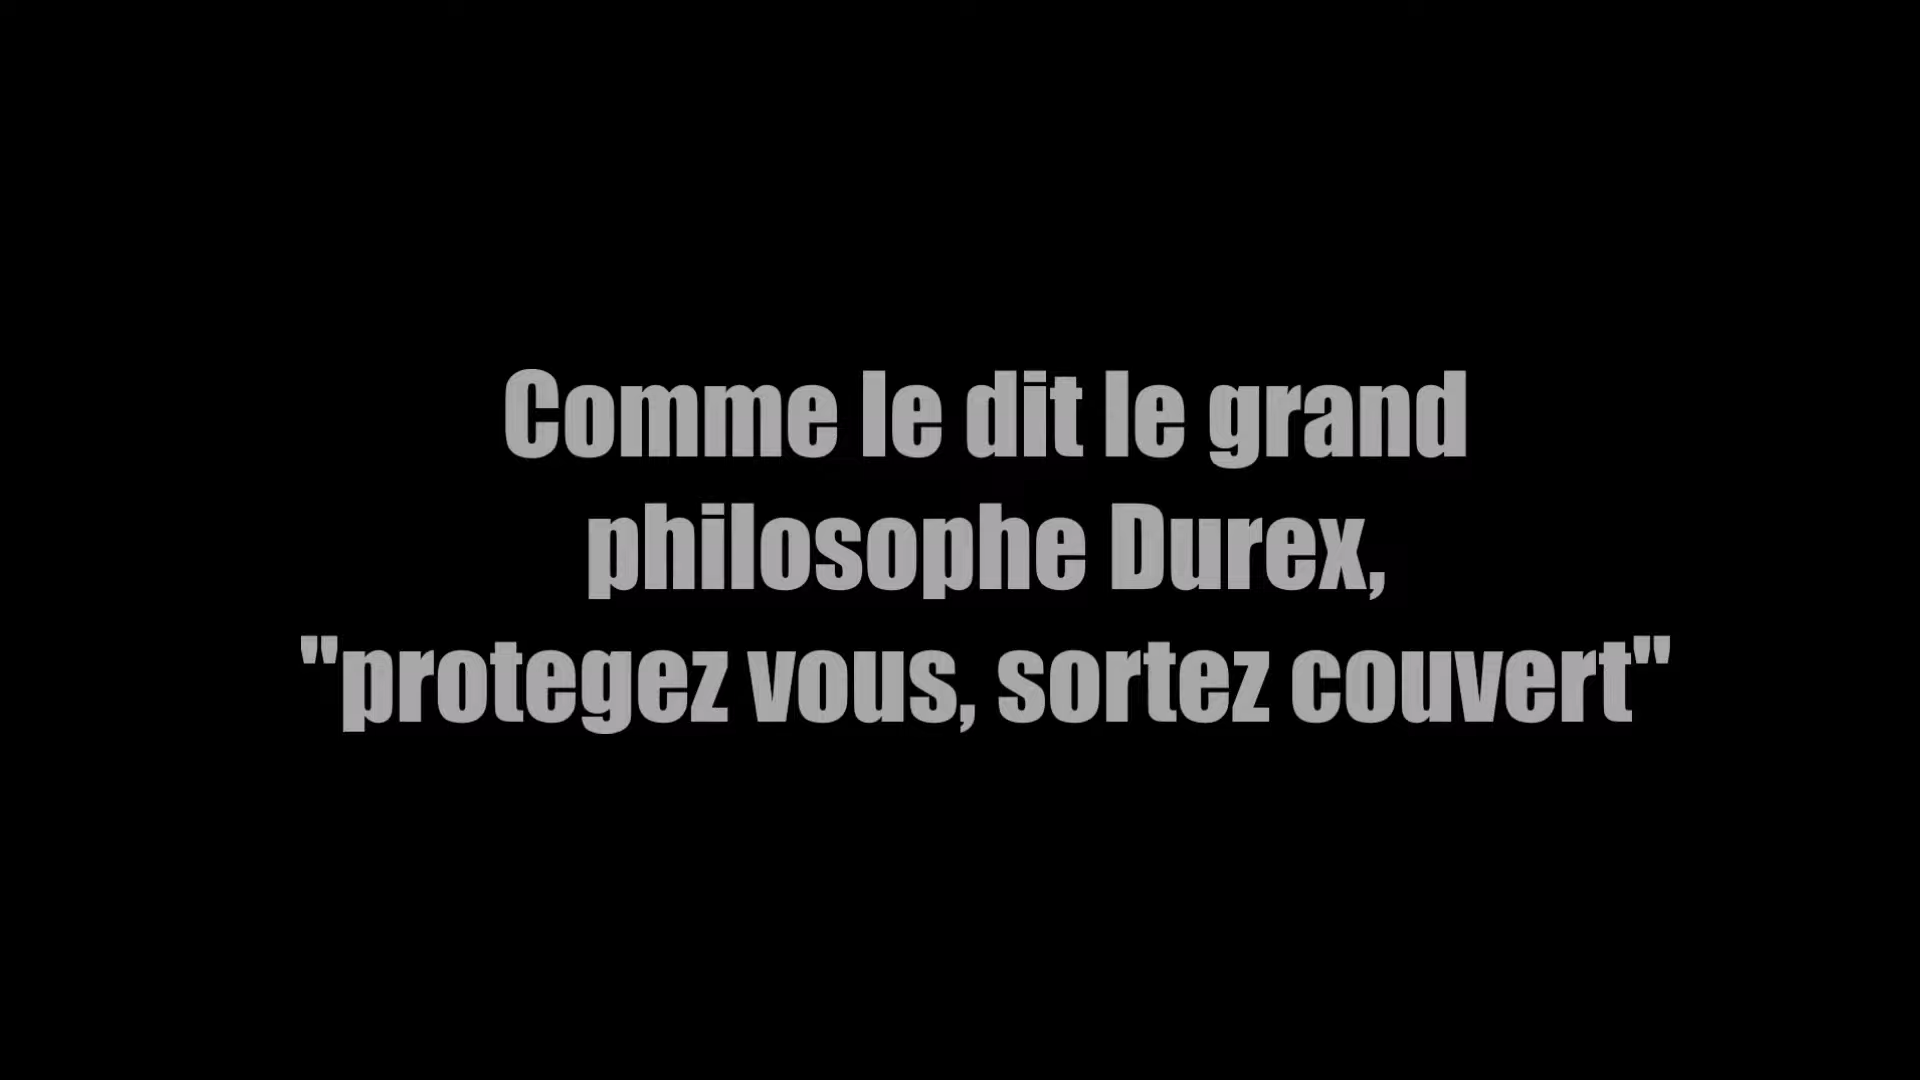 Comme le dit le grand
philosophe Durex,
"protegez vous, sortez couvert"